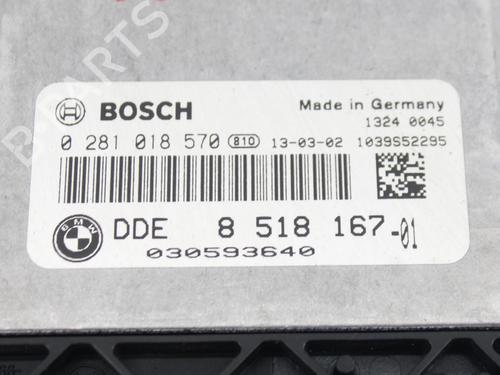 B-PARTS
BOSCH
Made in Germany
1324 0045
0 281 018 570 810 13-03-02 1039S52295
BMW
DDE 8 518 167-01
030593640